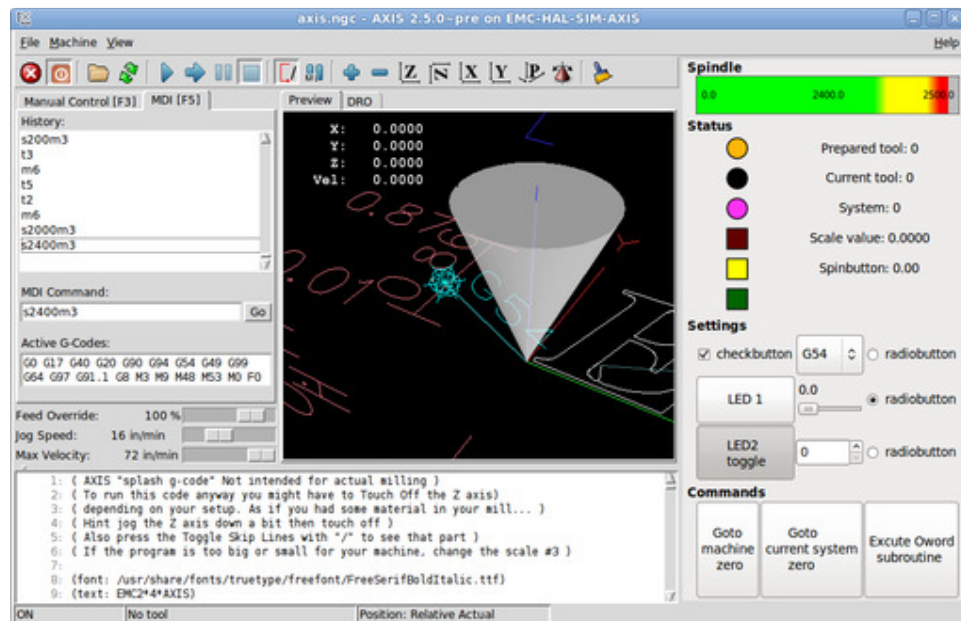 axis.ngc - AXIS 2.5.0~pre on EMC-HAL-SIM-AXIS
File Machine View Help
Manual Control [F3] MDI [F5]
History:
s200m3
t3
m6
t5
t2
m6
s2000m3
s2400m3
MDI Command:
s2400m3 Go
Active G-Codes:
G0 G17 G40 G20 G90 G94 G54 G49 G99
G64 G97 G91.1 G8 M3 M9 M48 M53 M0 F0
Feed Override: 100 %
Jog Speed: 16 in/min
Max Velocity: 72 in/min
Preview DRO
X: 0.0000
Y: 0.0000
Z: 0.0000
Vel: 0.0000
Spindle
0.0 2400.0 2500.0
Status
Prepared tool: 0
Current tool: 0
System: 0
Scale value: 0.0000
Spinbutton: 0.00
Settings
checkbutton G54 radiobutton
LED 1 0.0 radiobutton
LED2
toggle 0 radiobutton
Commands
Goto
machine
zero
Goto
current system
zero
Excute Oword
subroutine
1: ( AXIS "splash g-code" Not intended for actual milling )
2: ( To run this code anyway you might have to Touch Off the Z axis)
3: ( depending on your setup. As if you had some material in your mill... )
4: ( Hint jog the Z axis down a bit then touch off )
5: ( Also press the Toggle Skip Lines with "/" to see that part )
6: ( If the program is too big or small for your machine, change the scale #3 )
7:
8: (font: /usr/share/fonts/truetype/freefont/FreeSerifBoldItalic.ttf)
9: (text: EMC2*4*AXIS)
ON No tool Position: Relative Actual